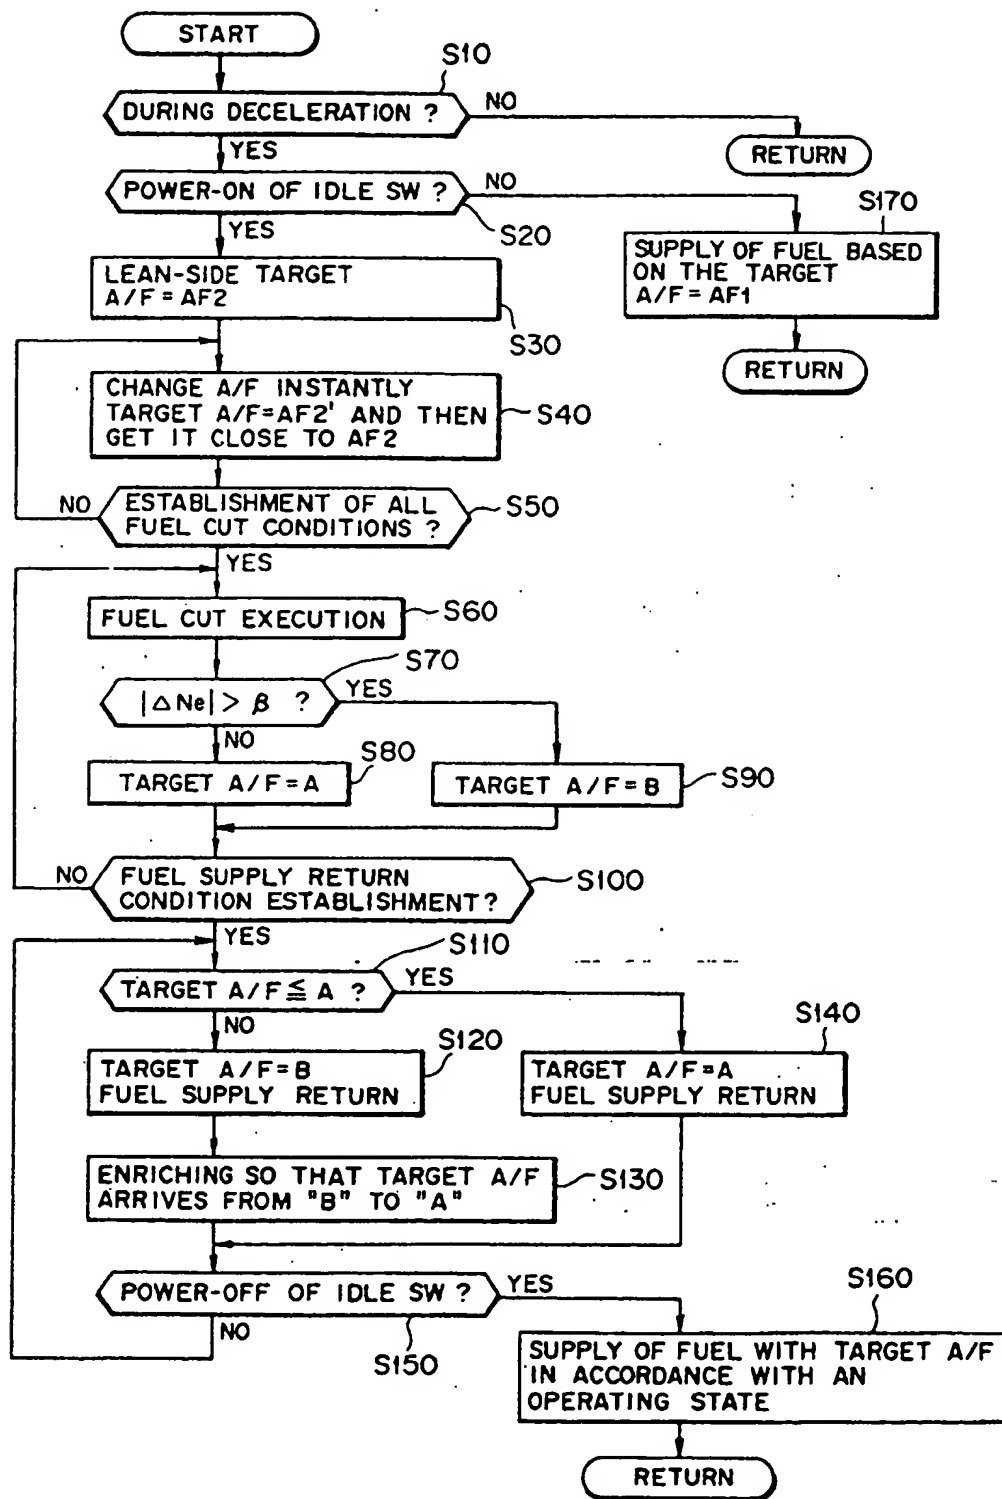 START
S10
DURING DECELERATION ?
NO
YES
RETURN
POWER-ON OF IDLE SW ?
NO
S20
YES
S170
SUPPLY OF FUEL BASED
ON THE TARGET
A/F=AF1
LEAN-SIDE TARGET
A/F=AF2
S30
RETURN
CHANGE A/F INSTANTLY
TARGET A/F=AF2' AND THEN
GET IT CLOSE TO AF2
S40
NO
ESTABLISHMENT OF ALL
FUEL CUT CONDITIONS ?
S50
YES
FUEL CUT EXECUTION
S60
S70
|△Ne|> β ?
YES
NO
S80
TARGET A/F=A
TARGET A/F=B
S90
NO
FUEL SUPPLY RETURN
CONDITION ESTABLISHMENT?
S100
YES
S110
TARGET A/F≦A ?
YES
NO
S120
S140
TARGET A/F=B
FUEL SUPPLY RETURN
TARGET A/F=A
FUEL SUPPLY RETURN
ENRICHING SO THAT TARGET A/F
ARRIVES FROM "B" TO "A"
S130
POWER-OFF OF IDLE SW ?
YES
NO
S150
S160
SUPPLY OF FUEL WITH TARGET A/F
IN ACCORDANCE WITH AN
OPERATING STATE
RETURN